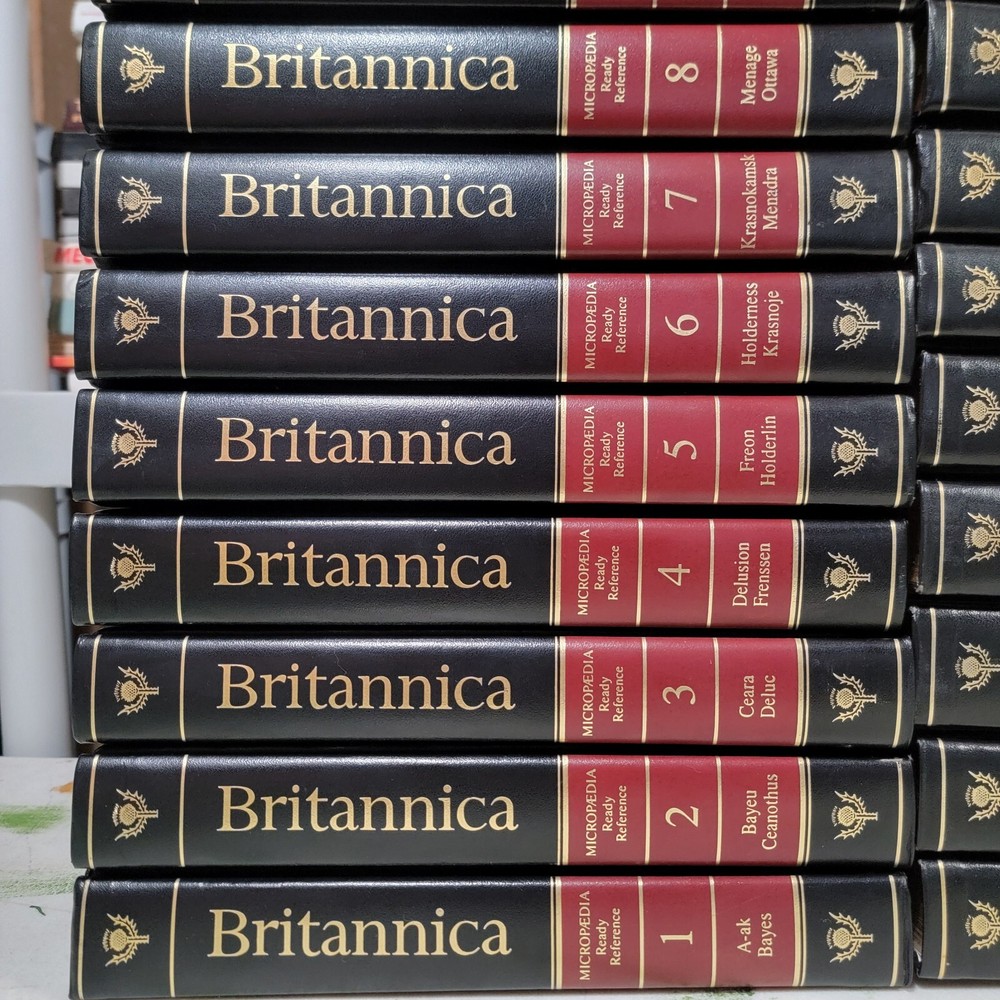 Britannica
MICROPÆDIA
Ready
Reference
8
Menage
Ottawa
Britannica
MICROPÆDIA
Ready
Reference
7
Krasnokamsk
Menadra
Britannica
MICROPÆDIA
Ready
Reference
6
Holderness
Krasnoje
Britannica
MICROPÆDIA
Ready
Reference
5
Freon
Holderlin
Britannica
MICROPÆDIA
Ready
Reference
4
Delusion
Frenssen
Britannica
MICROPÆDIA
Ready
Reference
3
Ceara
Deluc
Britannica
MICROPÆDIA
Ready
Reference
2
Bayeu
Ceanothus
Britannica
MICROPÆDIA
Ready
Reference
1
A-ak
Bayes